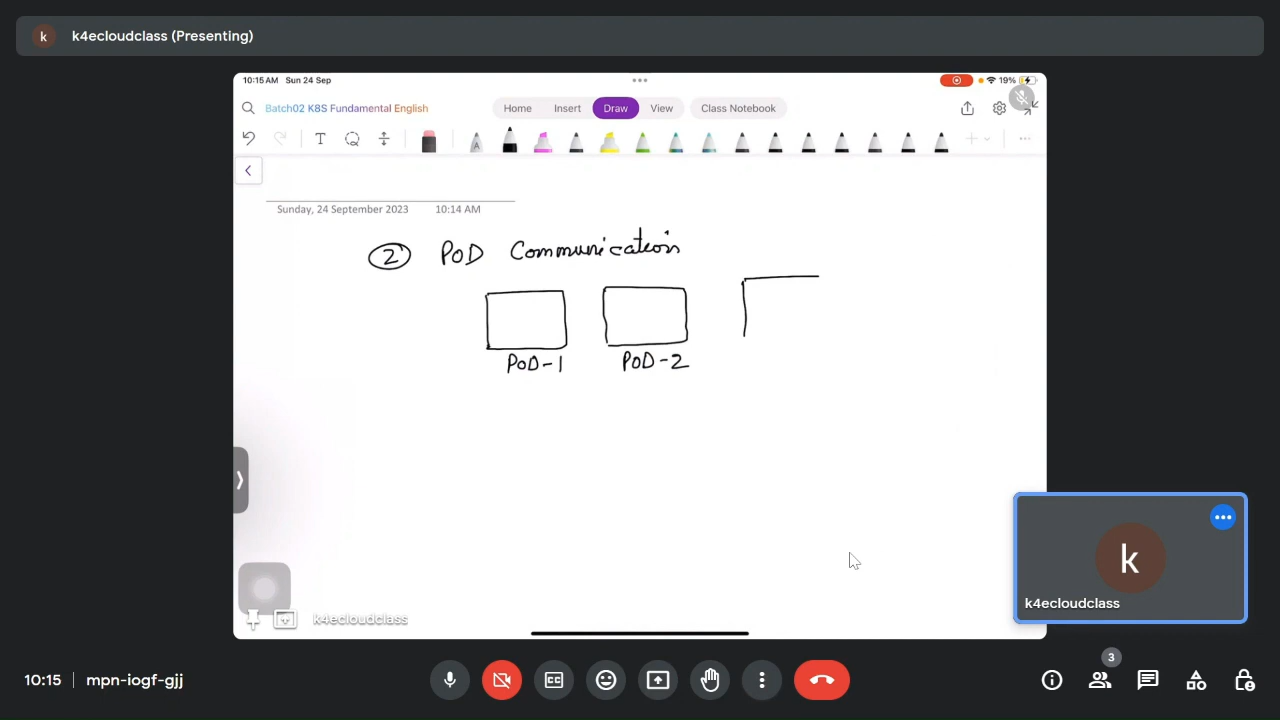 k k4ecloudclass (Presenting)
10:15 AM Sun 24 Sep 19%
Batch02 K8S Fundamental English Home Insert Draw View Class Notebook
T A
Sunday, 24 September 2023 10:14 AM
2 POD Communication
POD-1 POD-2
k
k4ecloudclass
k4ecloudclass
10:15 mpn-iogf-gjj CC 3